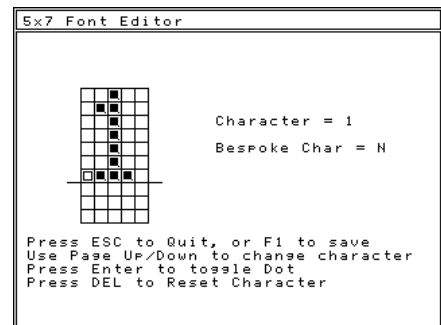 5x7 Font Editor
Character = 1
Bespoke Char = N
Press ESC to Quit, or F1 to save
Use Page Up/Down to change character
Press Enter to toggle Dot
Press DEL to Reset Character